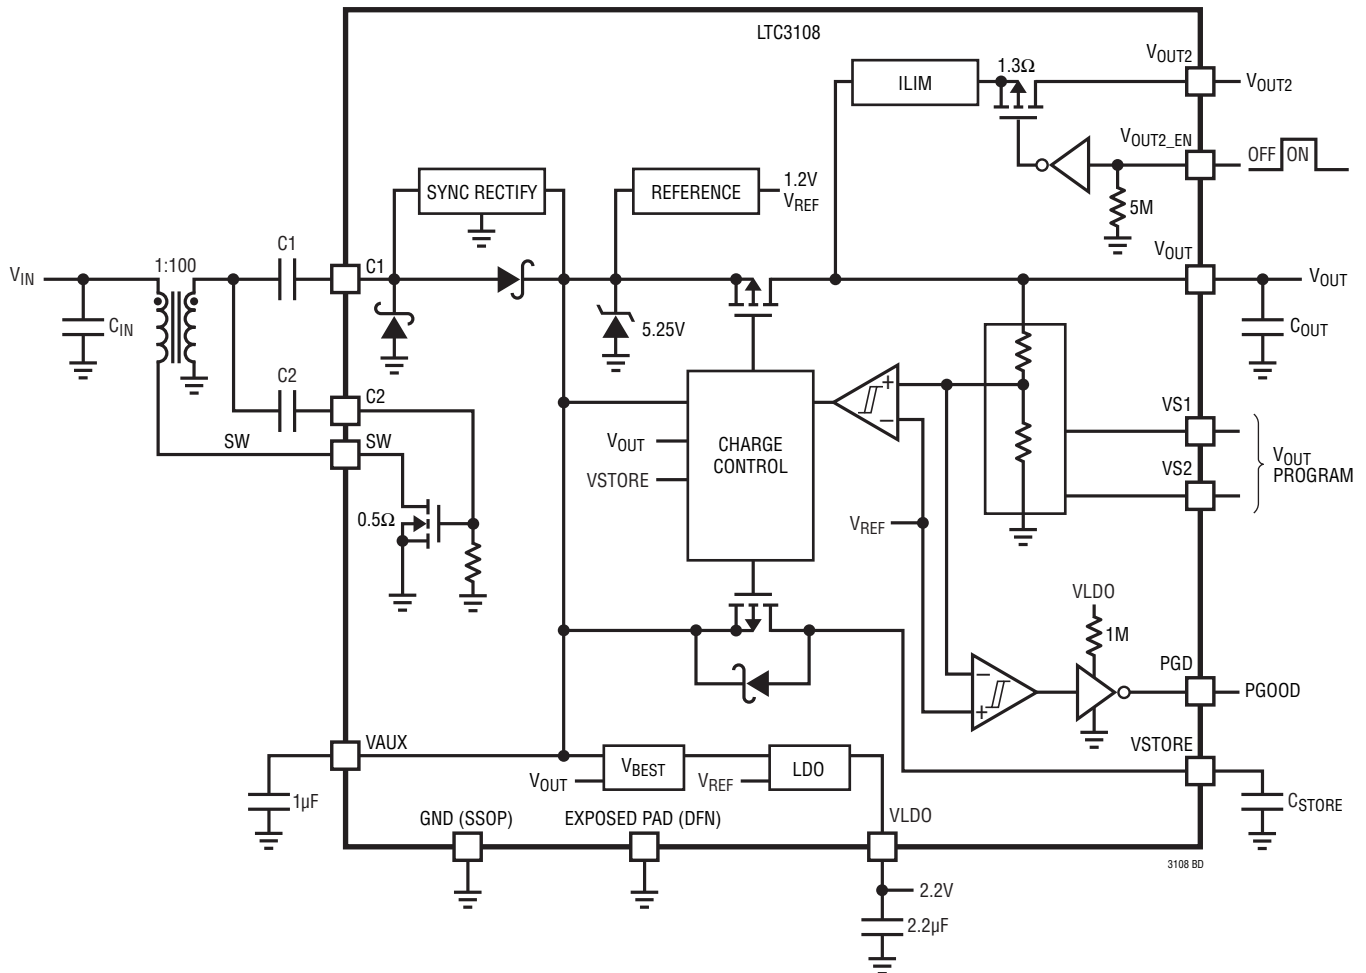 LTC3108
VOUT2
1.3Ω
ILIM
VOUT2
VOUT2_EN
OFF ON
SYNC RECTIFY
REFERENCE
1.2V
VREF
5M
VOUT
C1
1:100
C1
VIN
VOUT
CIN
5.25V
COUT
C2
C2
VS1
SW
SW
VOUT
VSTORE
CHARGE
CONTROL
+
–
VS2
VOUT
PROGRAM
0.5Ω
VREF
VLDO
1M
PGD
–
+
PGOOD
VAUX
VSTORE
VBEST
LDO
VOUT
VREF
1µF
CSTORE
GND (SSOP)
EXPOSED PAD (DFN)
VLDO
3108 BD
2.2V
2.2µF